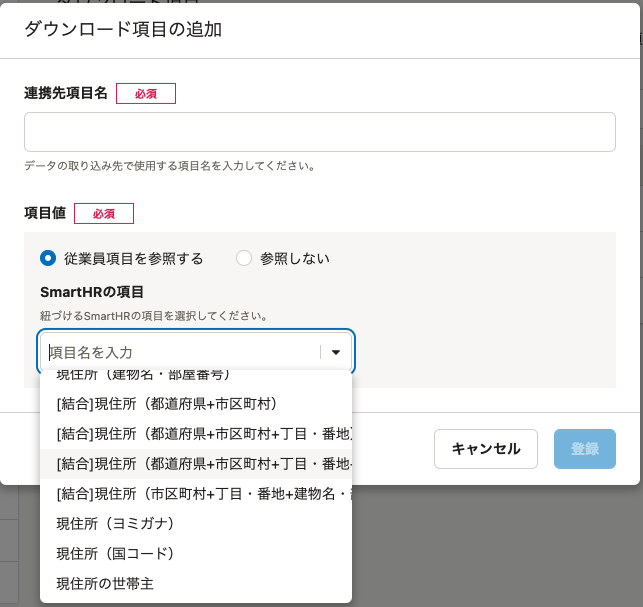 ダウンロード項目の追加
連携先項目名 必須
データの取り込み先で使用する項目名を入力してください。
項目値 必須
従業員項目を参照する 参照しない
SmartHRの項目
紐づけるSmartHRの項目を選択してください。
項目名を入力
現住所（建物名・部屋番号）
[結合]現住所（都道府県+市区町村）
[結合]現住所（都道府県+市区町村+丁目・番地）
[結合]現住所（都道府県+市区町村+丁目・番地+
[結合]現住所（市区町村+丁目・番地+建物名・
現住所（ヨミガナ）
現住所（国コード）
現住所の世帯主
キャンセル 登録